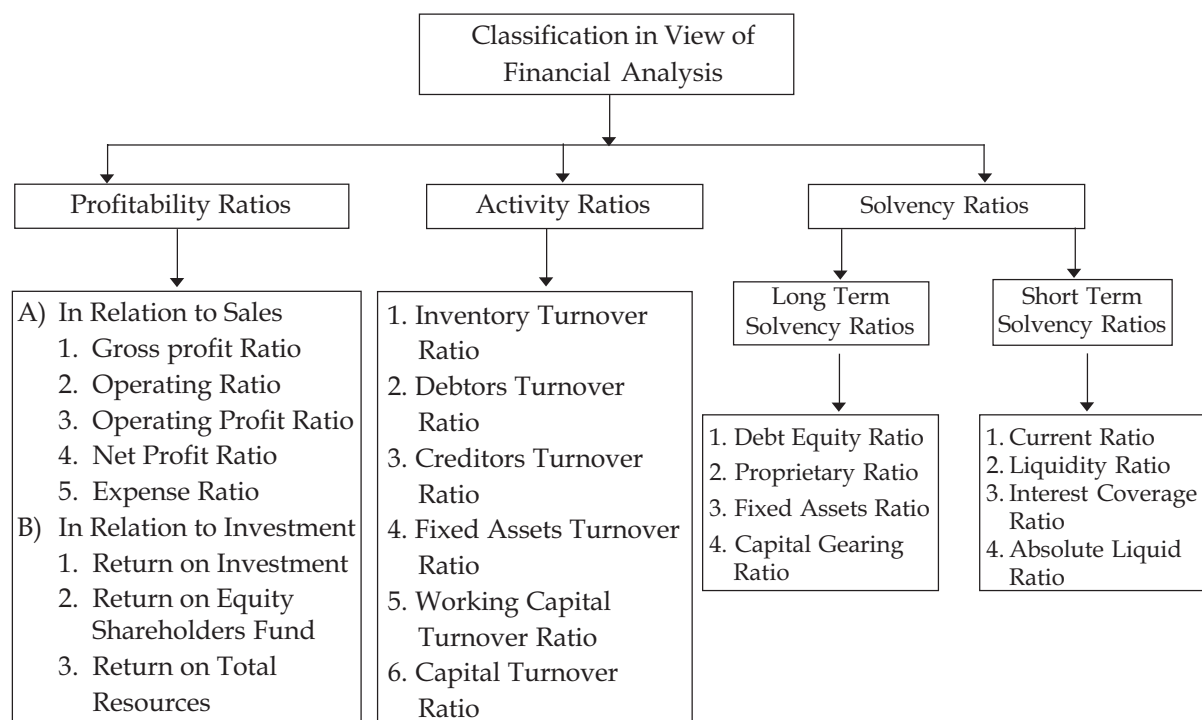 Classification in View of
Financial Analysis
Profitability Ratios
Activity Ratios
Solvency Ratios
A) In Relation to Sales
1. Gross profit Ratio
2. Operating Ratio
3. Operating Profit Ratio
4. Net Profit Ratio
5. Expense Ratio
B) In Relation to Investment
1. Return on Investment
2. Return on Equity
Shareholders Fund
3. Return on Total
Resources
1. Inventory Turnover
Ratio
2. Debtors Turnover
Ratio
3. Creditors Turnover
Ratio
4. Fixed Assets Turnover
Ratio
5. Working Capital
Turnover Ratio
6. Capital Turnover
Ratio
Long Term
Solvency Ratios
1. Debt Equity Ratio
2. Proprietary Ratio
3. Fixed Assets Ratio
4. Capital Gearing
Ratio
Short Term
Solvency Ratios
1. Current Ratio
2. Liquidity Ratio
3. Interest Coverage
Ratio
4. Absolute Liquid
Ratio